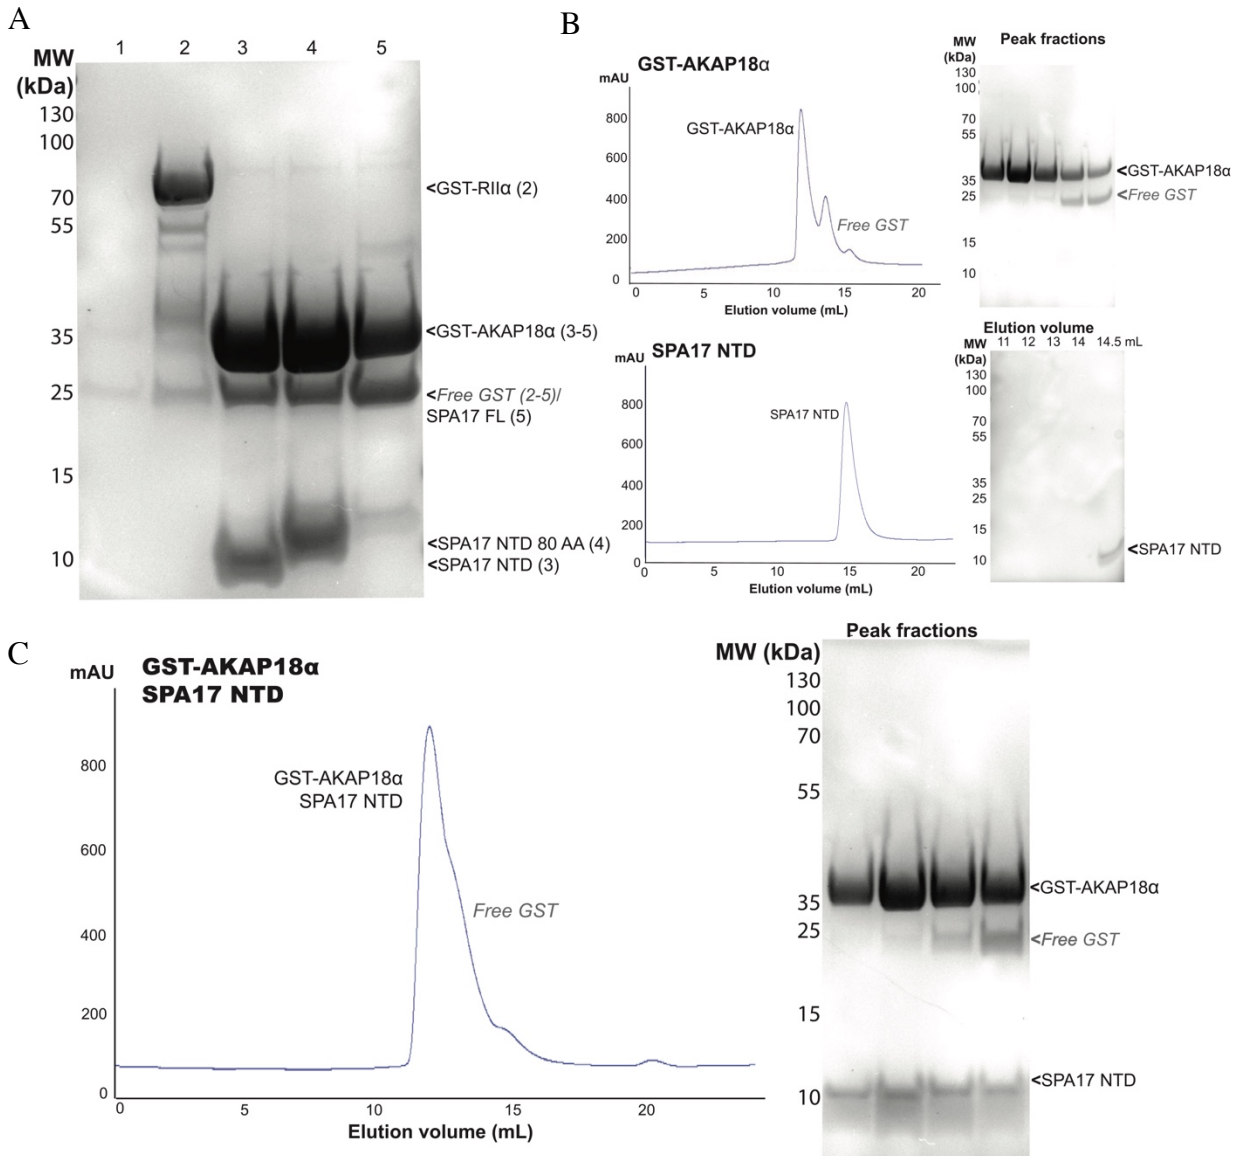 A
1 2 3 4 5
MW
(kDa)
130
100
70
55
35
25
15
10
<GST-RIIα (2)
<GST-AKAP18α (3-5)
<Free GST (2-5)/
SPA17 FL (5)
<SPA17 NTD 80 AA (4)
<SPA17 NTD (3)
B
GST-AKAP18α
mAU
800
600
400
200
0
GST-AKAP18α
Free GST
0 5 10 15 20
Elution volume (mL)
Peak fractions
MW
(kDa)
130
100
70
55
35
25
15
10
<GST-AKAP18α
<Free GST
SPA17 NTD
mAU
800
600
400
200
0
SPA17 NTD
0 5 10 15 20
Elution volume (mL)
Elution volume
11 12 13 14 14.5 mL
MW
(kDa)
130
100
70
55
35
25
15
10
<SPA17 NTD
C
GST-AKAP18α
SPA17 NTD
mAU
800
600
400
200
0
GST-AKAP18α
SPA17 NTD
Free GST
0 5 10 15 20
Elution volume (mL)
Peak fractions
MW (kDa)
130
100
70
55
35
25
15
10
<GST-AKAP18α
<Free GST
<SPA17 NTD